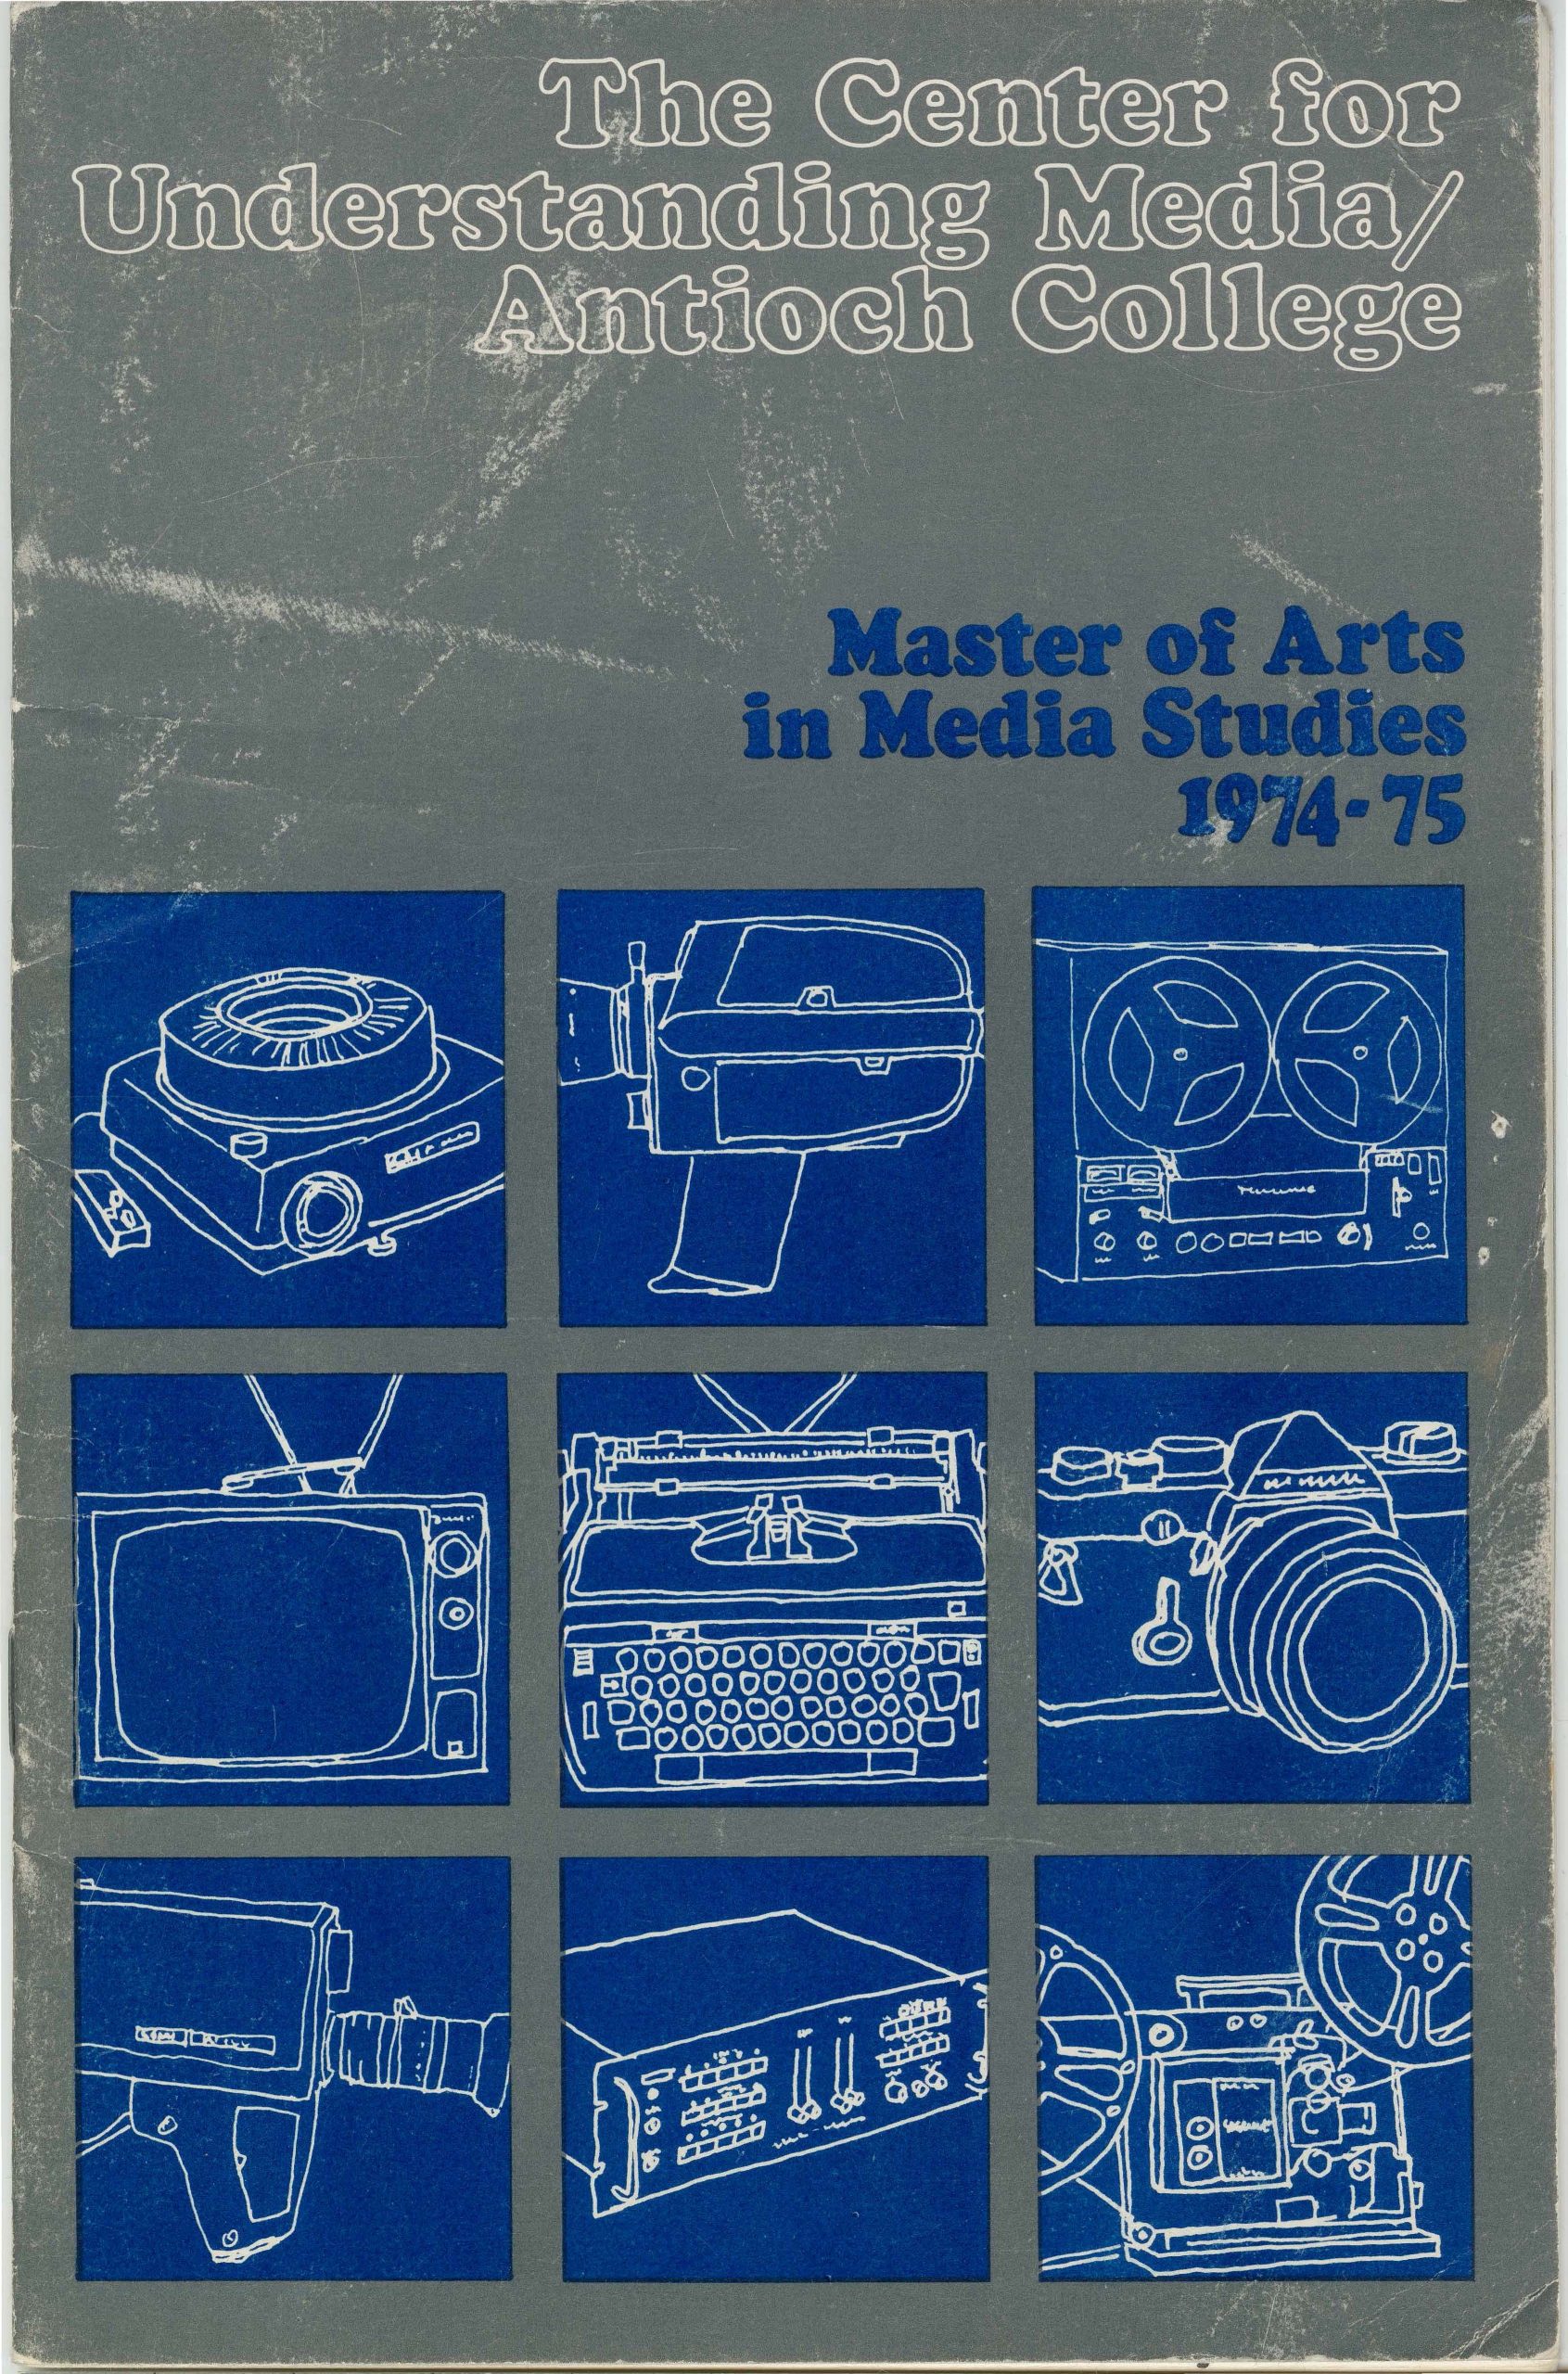 The Center for
Understanding Media/
Antioch College
Master of Arts
in Media Studies
1974-75